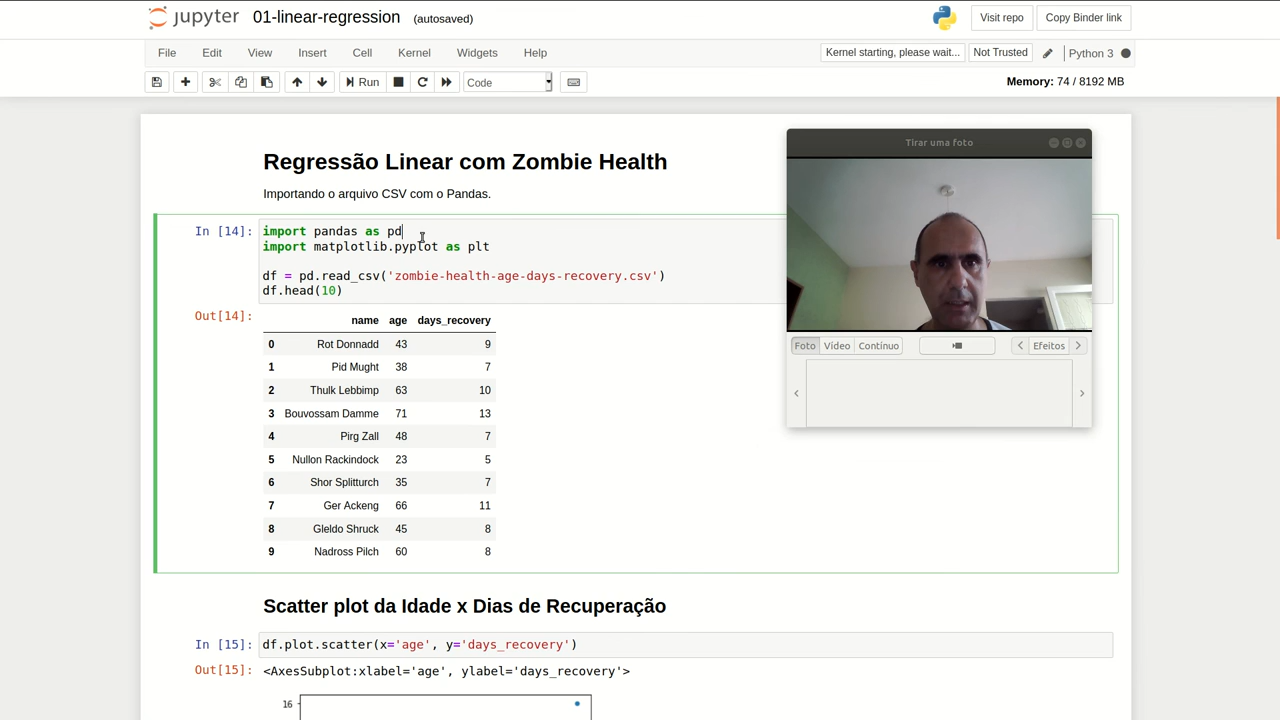 jupyter 01-linear-regression (autosaved)
Visit repo Copy Binder link
File Edit View Insert Cell Kernel Widgets Help
Kernel starting, please wait... Not Trusted Python 3
Run Code
Memory: 74 / 8192 MB
Regressão Linear com Zombie Health
Importando o arquivo CSV com o Pandas.
In [14]: import pandas as pd
import matplotlib.pyplot as plt
df = pd.read_csv('zombie-health-age-days-recovery.csv')
df.head(10)
Out[14]:
name age days_recovery
0 Rot Donnadd 43 9
1 Pid Mught 38 7
2 Thulk Lebbimp 63 10
3 Bouvossam Damme 71 13
4 Pirg Zall 48 7
5 Nullon Rackindock 23 5
6 Shor Splitturch 35 7
7 Ger Ackeng 66 11
8 Gleldo Shruck 45 8
9 Nadross Pilch 60 8
Tirar uma foto
Foto Vídeo Contínuo Efeitos
Scatter plot da Idade x Dias de Recuperação
In [15]: df.plot.scatter(x='age', y='days_recovery')
Out[15]: <AxesSubplot:xlabel='age', ylabel='days_recovery'>
16